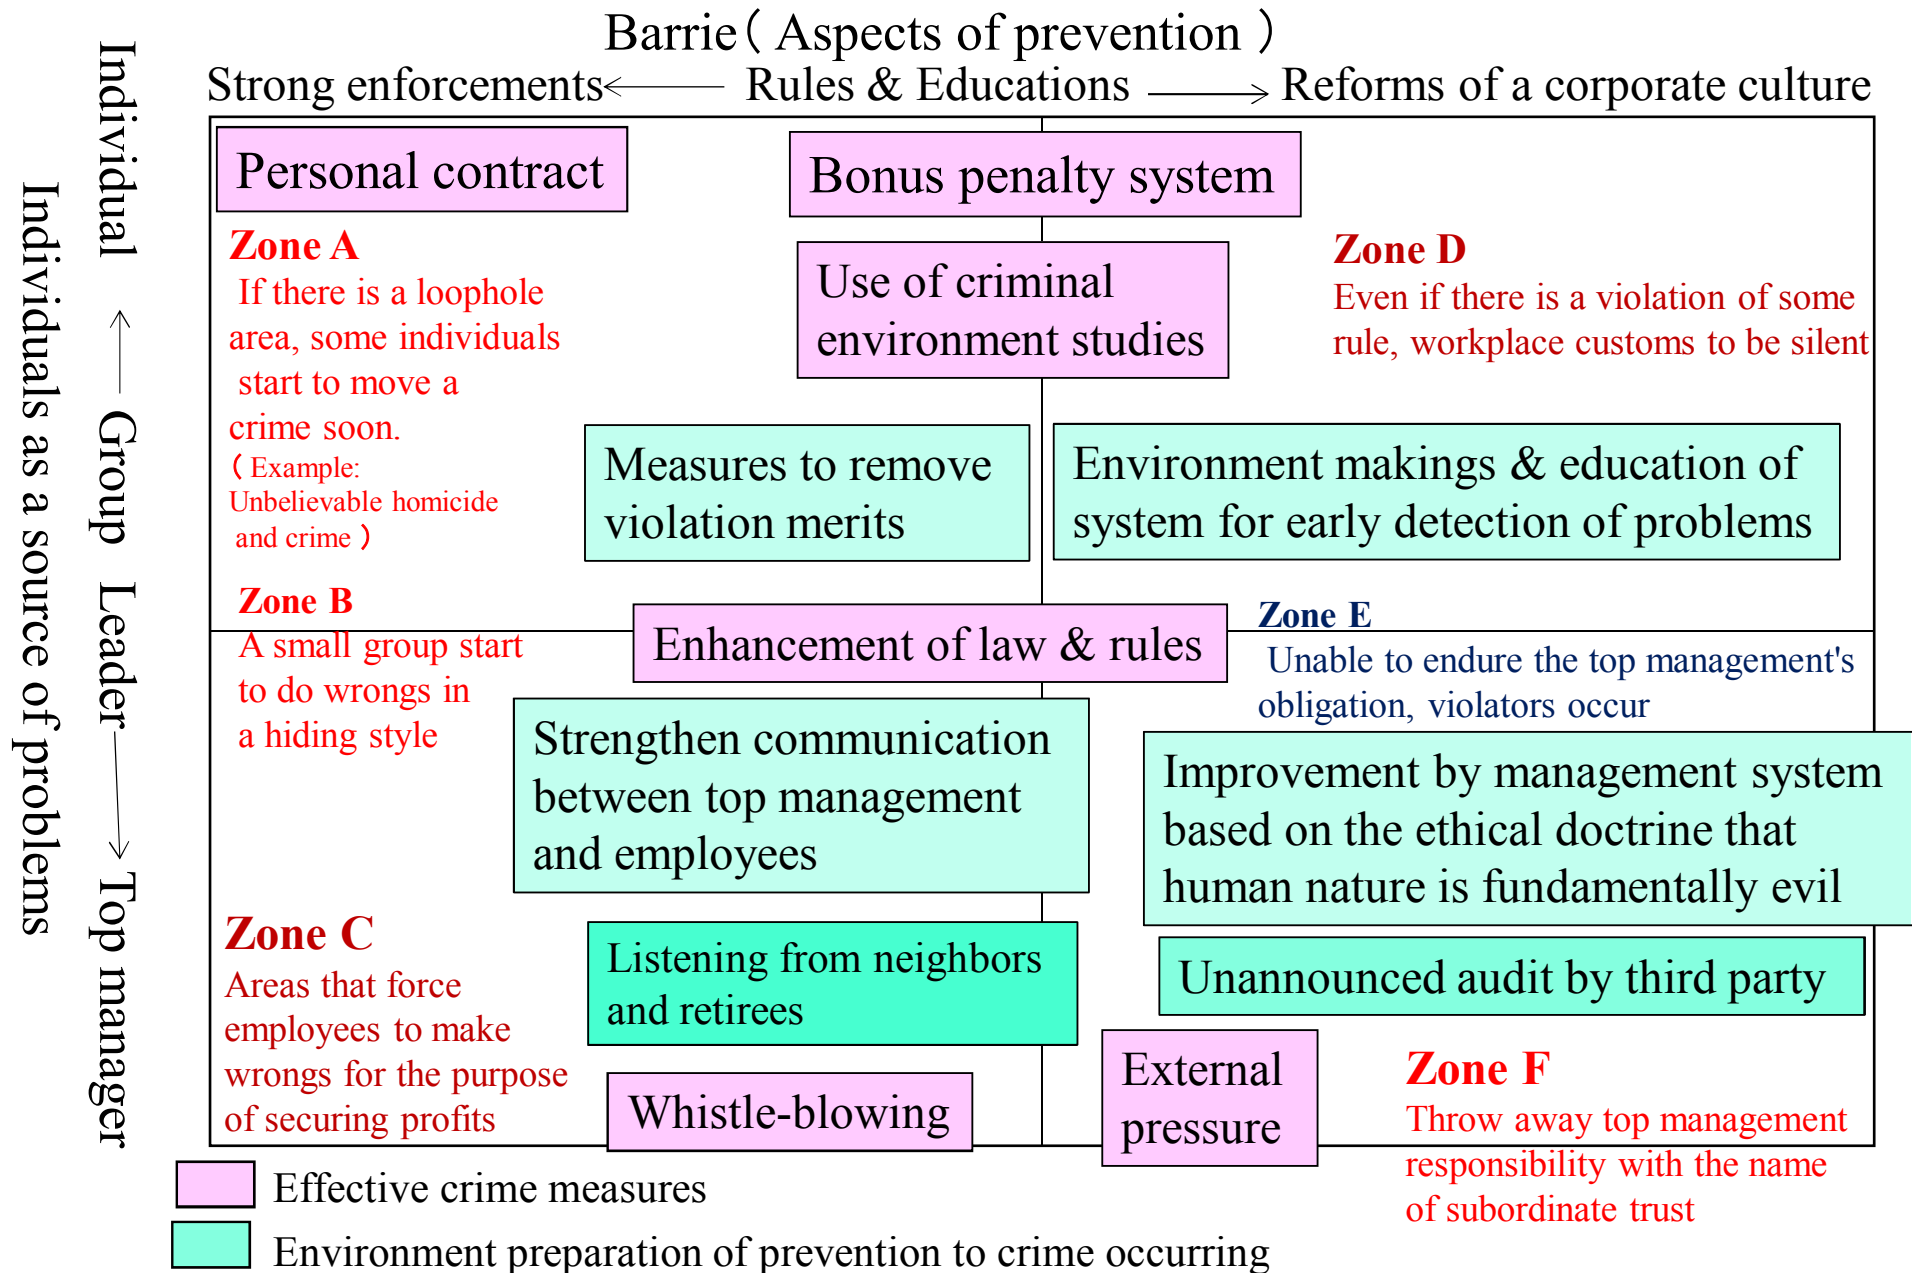 Barrie( Aspects of prevention )
Strong enforcements
Rules & Educations
Reforms of a corporate culture
Individuals as a source of problems
Individual
Group
Leader
Top manager
Personal contract
Bonus penalty system
Zone A
If there is a loophole
area, some individuals
start to move a
crime soon.
( Example:
Unbelievable homicide
and crime )
Use of criminal
environment studies
Zone D
Even if there is a violation of some
rule, workplace customs to be silent
Measures to remove
violation merits
Environment makings & education of
system for early detection of problems
Zone B
A small group start
to do wrongs in
a hiding style
Enhancement of law & rules
Zone E
Unable to endure the top management's
obligation, violators occur
Strengthen communication
between top management
and employees
Improvement by management system
based on the ethical doctrine that
human nature is fundamentally evil
Zone C
Areas that force
employees to make
wrongs for the purpose
of securing profits
Listening from neighbors
and retirees
Unannounced audit by third party
Whistle-blowing
External
pressure
Zone F
Throw away top management
responsibility with the name
of subordinate trust
Effective crime measures
Environment preparation of prevention to crime occurring